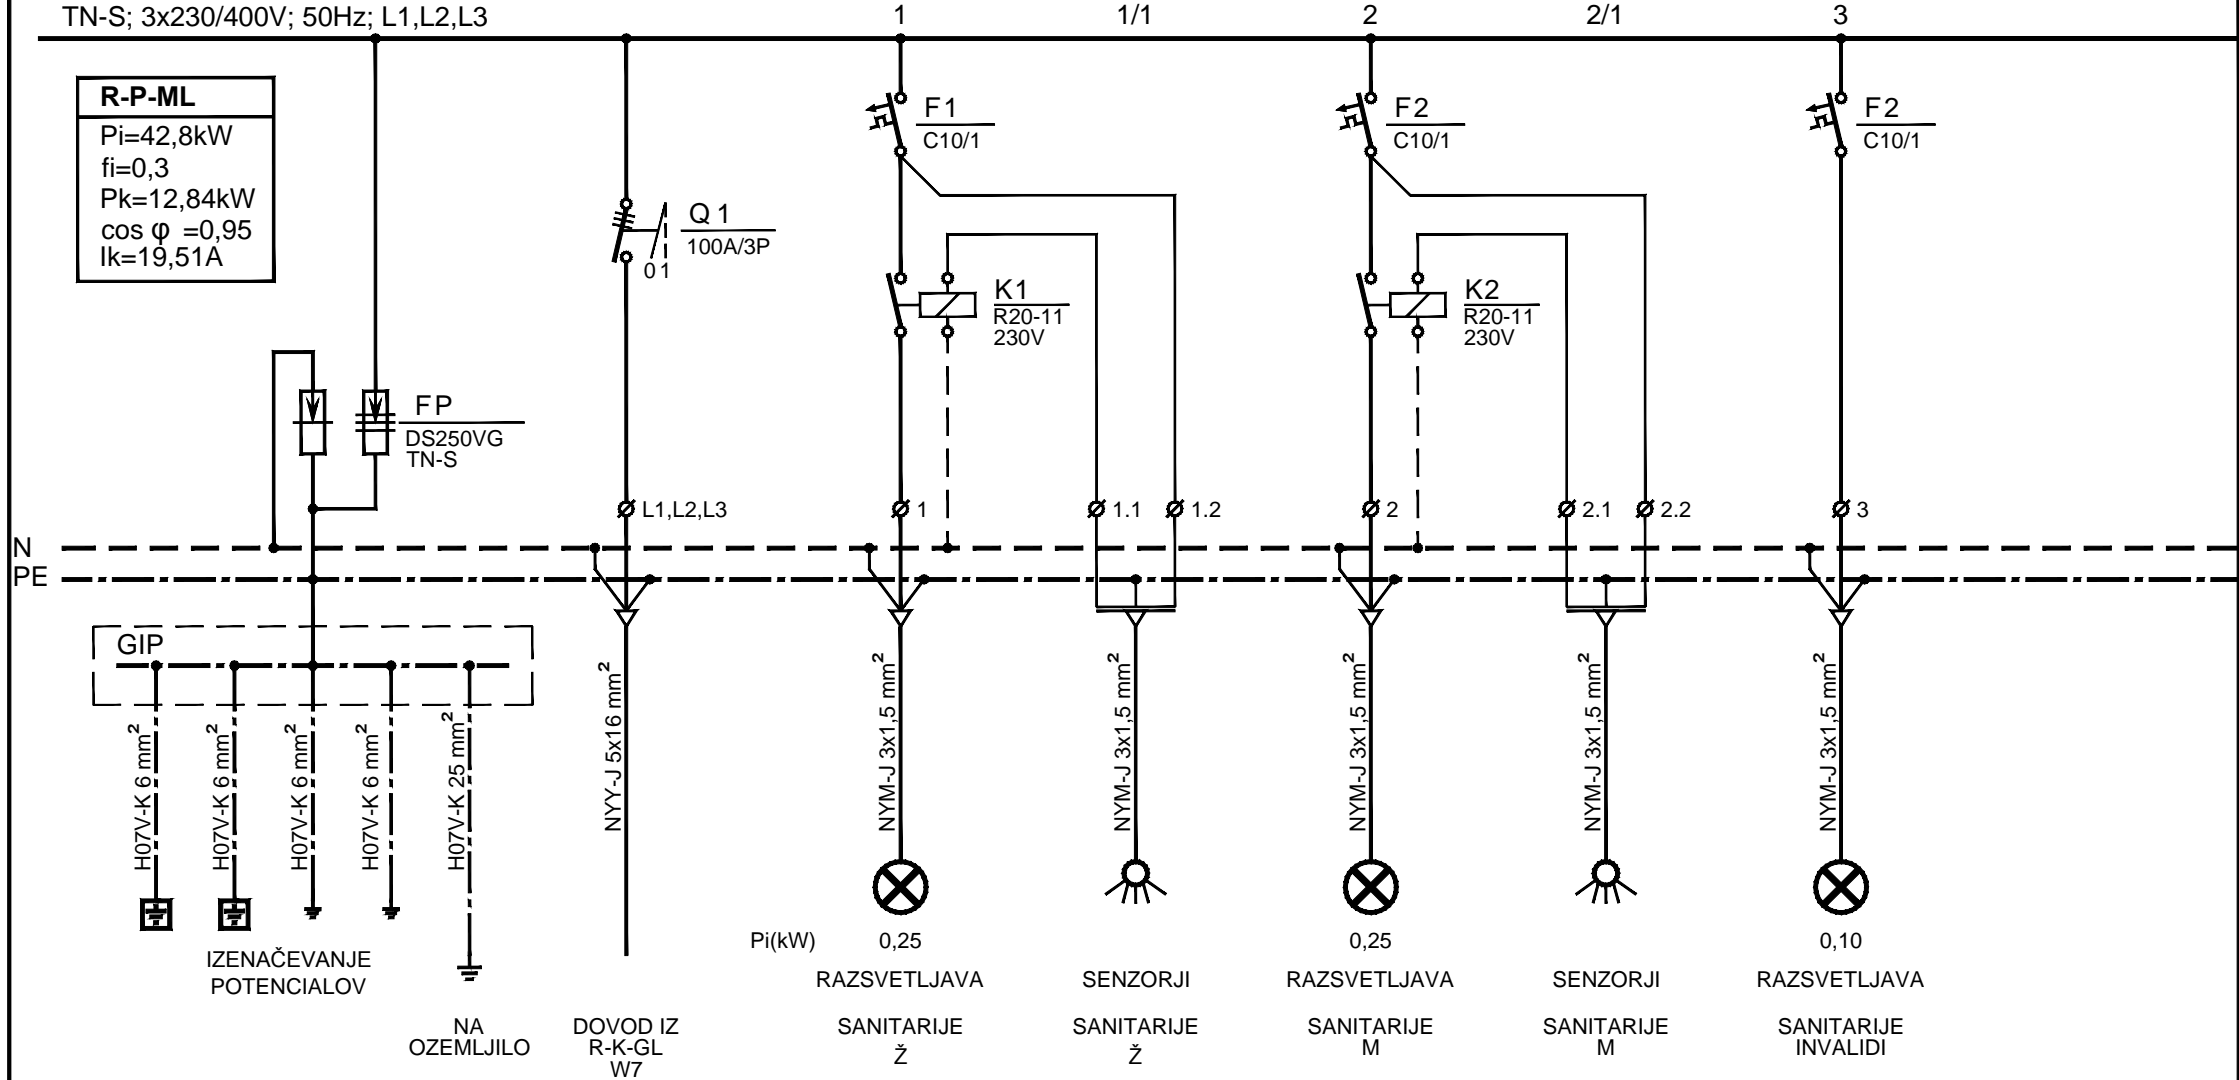 TN-S; 3x230/400V; 50Hz; L1,L2,L3
1
1/1
2
2/1
3
R-P-ML
Pi=42,8kW
fi=0,3
Pk=12,84kW
cos φ =0,95
Ik=19,51A
F1
C10/1
F2
C10/1
F2
C10/1
Q 1
100A/3P
0 1
K1
R20-11
230V
K2
R20-11
230V
FP
DS250VG
TN-S
L1,L2,L3
1
1.1
1.2
2
2.1
2.2
3
N
PE
GIP
H07V-K 6 mm²
H07V-K 6 mm²
H07V-K 6 mm²
H07V-K 6 mm²
H07V-K 25 mm²
NYY-J 5x16 mm²
NYM-J 3x1,5 mm²
NYM-J 3x1,5 mm²
NYM-J 3x1,5 mm²
NYM-J 3x1,5 mm²
NYM-J 3x1,5 mm²
IZENAČEVANJE
POTENCIALOV
NA
OZEMLJILO
DOVOD IZ
R-K-GL
W7
Pi(kW)
0,25
RAZSVETLJAVA
SANITARIJE
Ž
SENZORJI
SANITARIJE
Ž
0,25
RAZSVETLJAVA
SANITARIJE
M
SENZORJI
SANITARIJE
M
0,10
RAZSVETLJAVA
SANITARIJE
INVALIDI